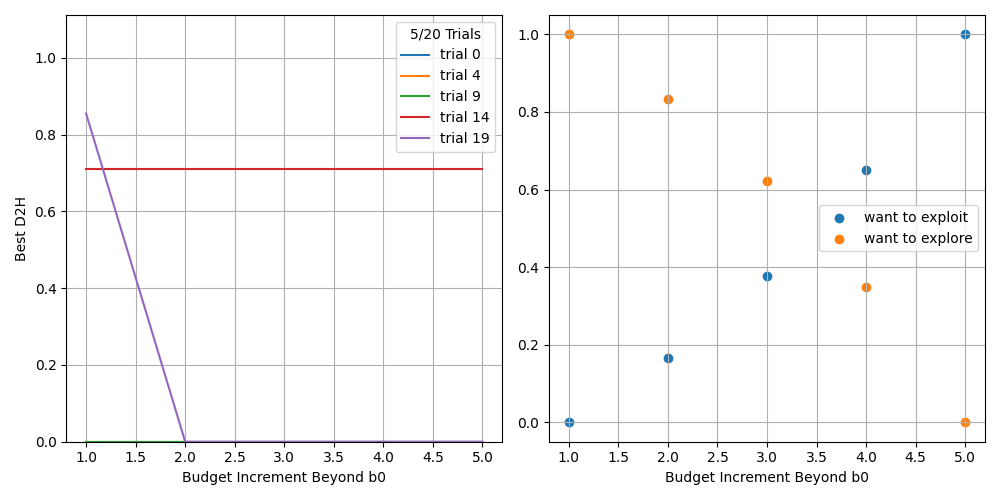 5/20 Trials
trial 0
trial 4
trial 9
trial 14
trial 19
Best D2H
1.0
0.8
0.6
0.4
0.2
0.0
1.0 1.5 2.0 2.5 3.0 3.5 4.0 4.5 5.0
Budget Increment Beyond b0
want to exploit
want to explore
1.0
0.8
0.6
0.4
0.2
0.0
1.0 1.5 2.0 2.5 3.0 3.5 4.0 4.5 5.0
Budget Increment Beyond b0